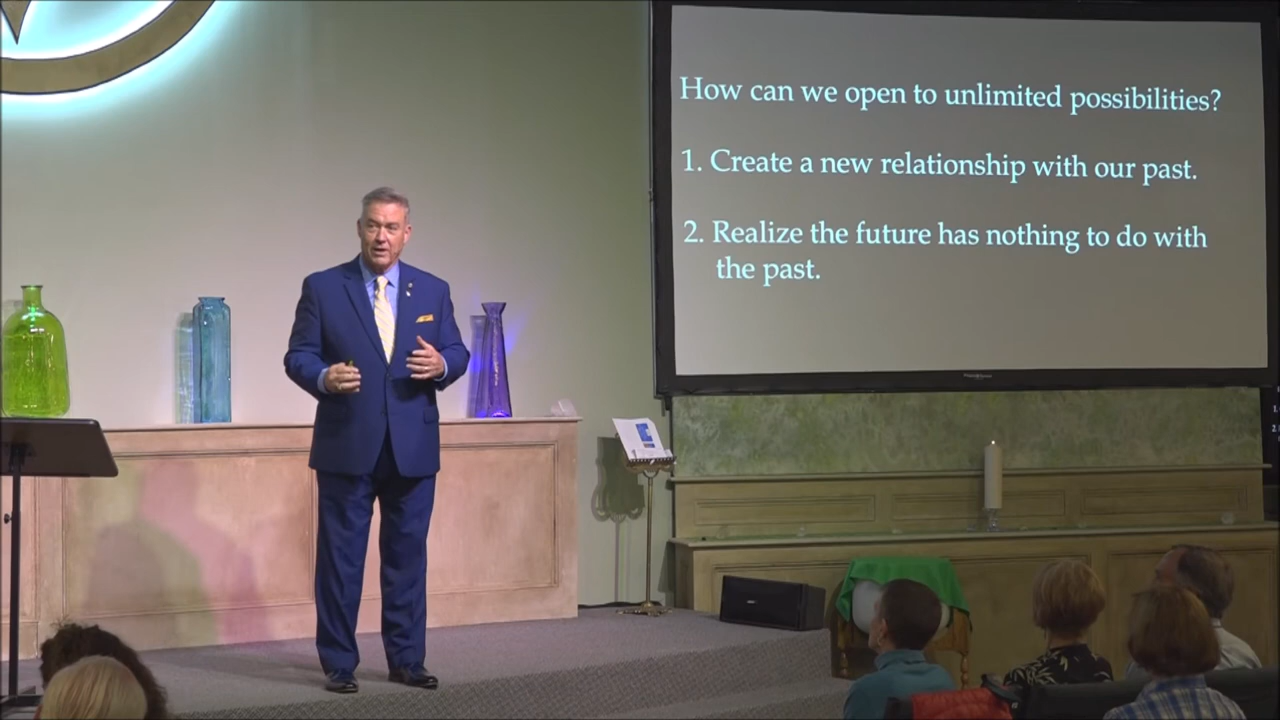 How can we open to unlimited possibilities?
1. Create a new relationship with our past.
2. Realize the future has nothing to do with
the past.